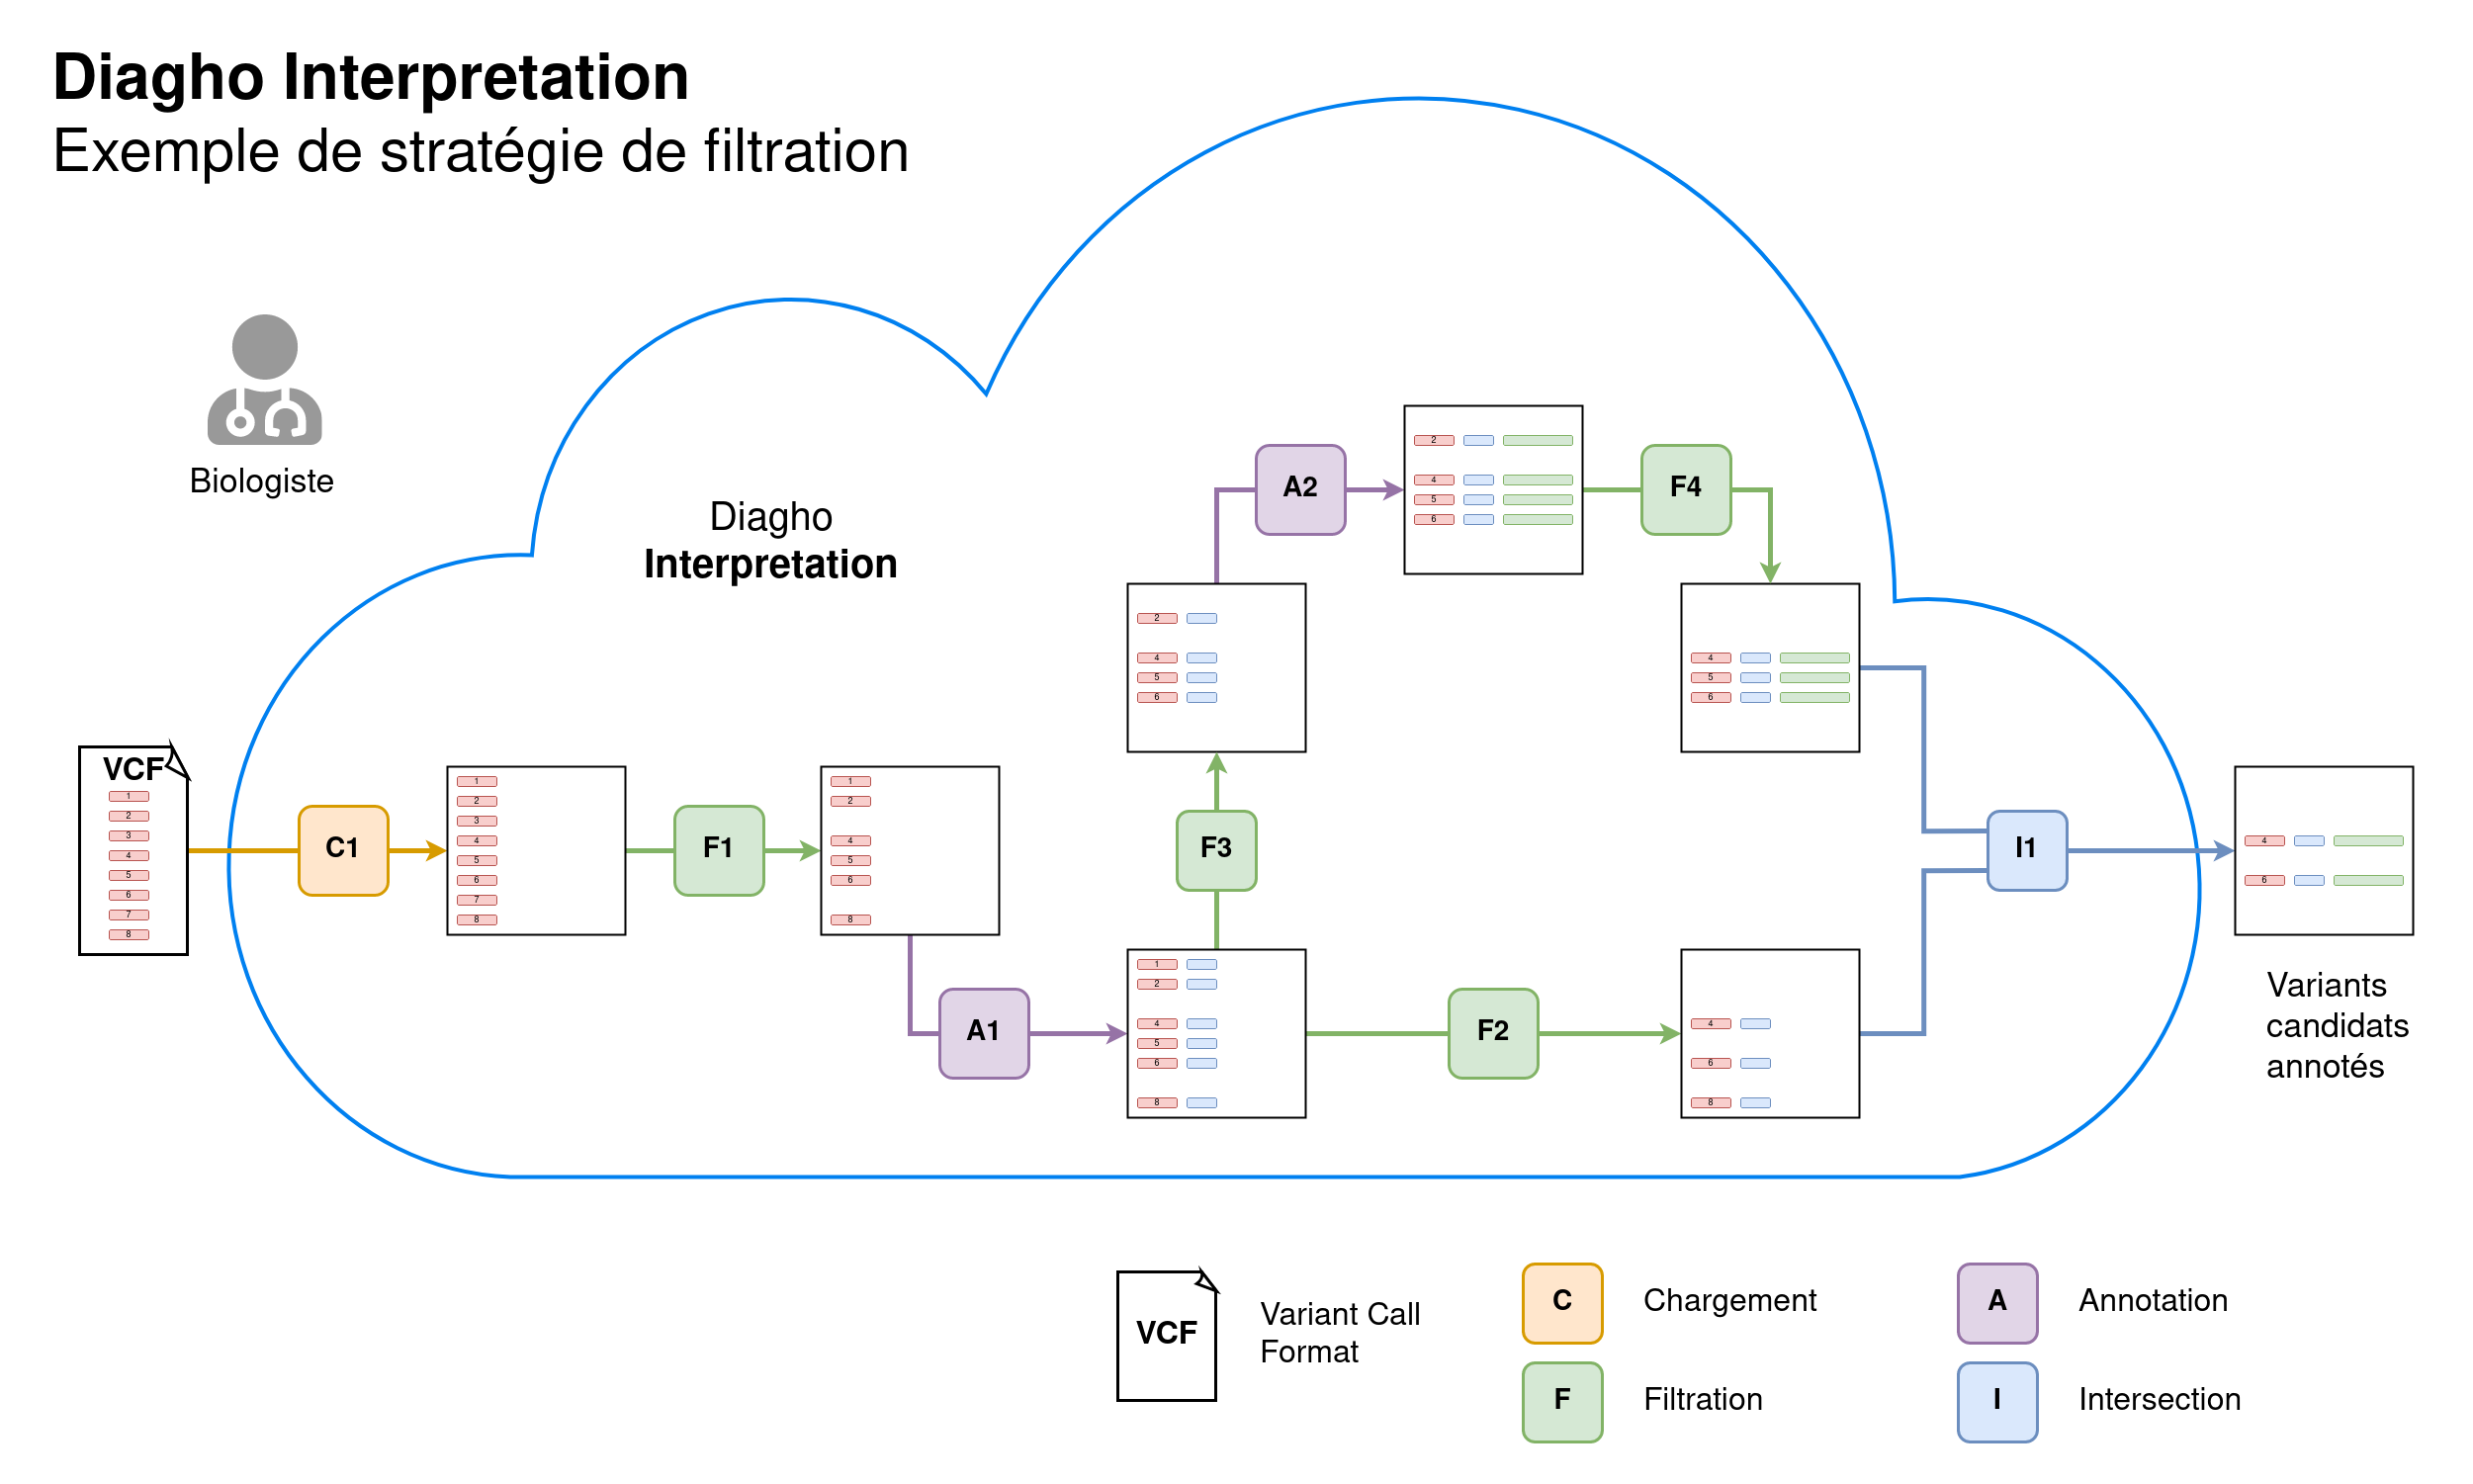 Diagho Interpretation
Exemple de stratégie de filtration
Biologiste
Diagho
Interpretation
VCF
1
2
3
4
5
6
7
8
C1
1
2
3
4
5
6
7
8
F1
1
2
4
5
6
8
A1
1
2
4
5
6
8
F3
2
4
5
6
A2
2
4
5
6
F4
4
5
6
F2
4
6
8
I1
4
6
Variants
candidats
annotés
VCF
Variant Call
Format
C
Chargement
F
Filtration
A
Annotation
I
Intersection